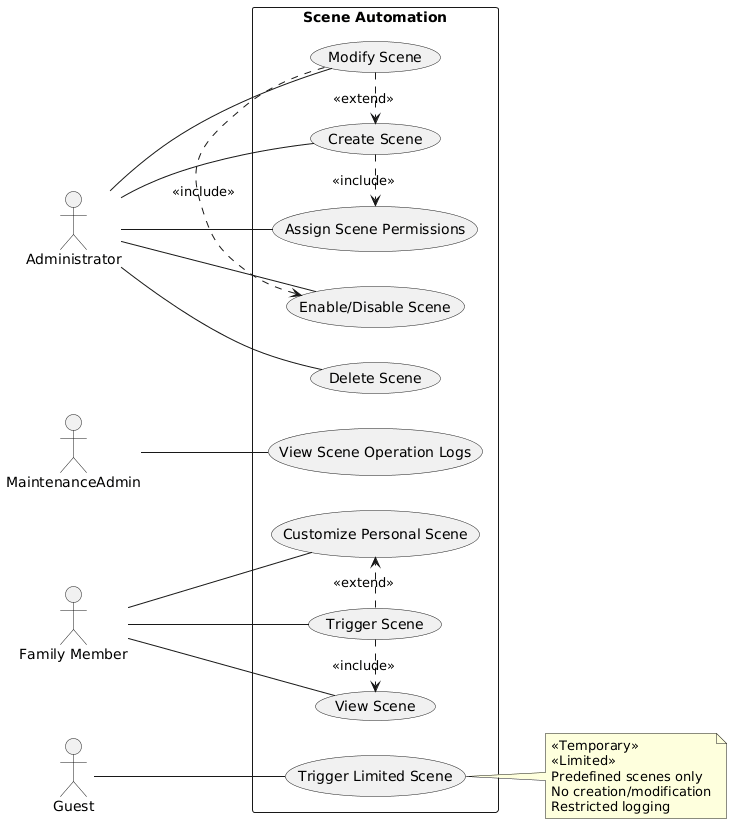 Scene Automation
Modify Scene
«extend»
Create Scene
«include»
«include»
Assign Scene Permissions
Administrator
Enable/Disable Scene
Delete Scene
View Scene Operation Logs
MaintenanceAdmin
Customize Personal Scene
«extend»
Trigger Scene
Family Member
«include»
View Scene
Trigger Limited Scene
Guest
«Temporary»
«Limited»
Predefined scenes only
No creation/modification
Restricted logging